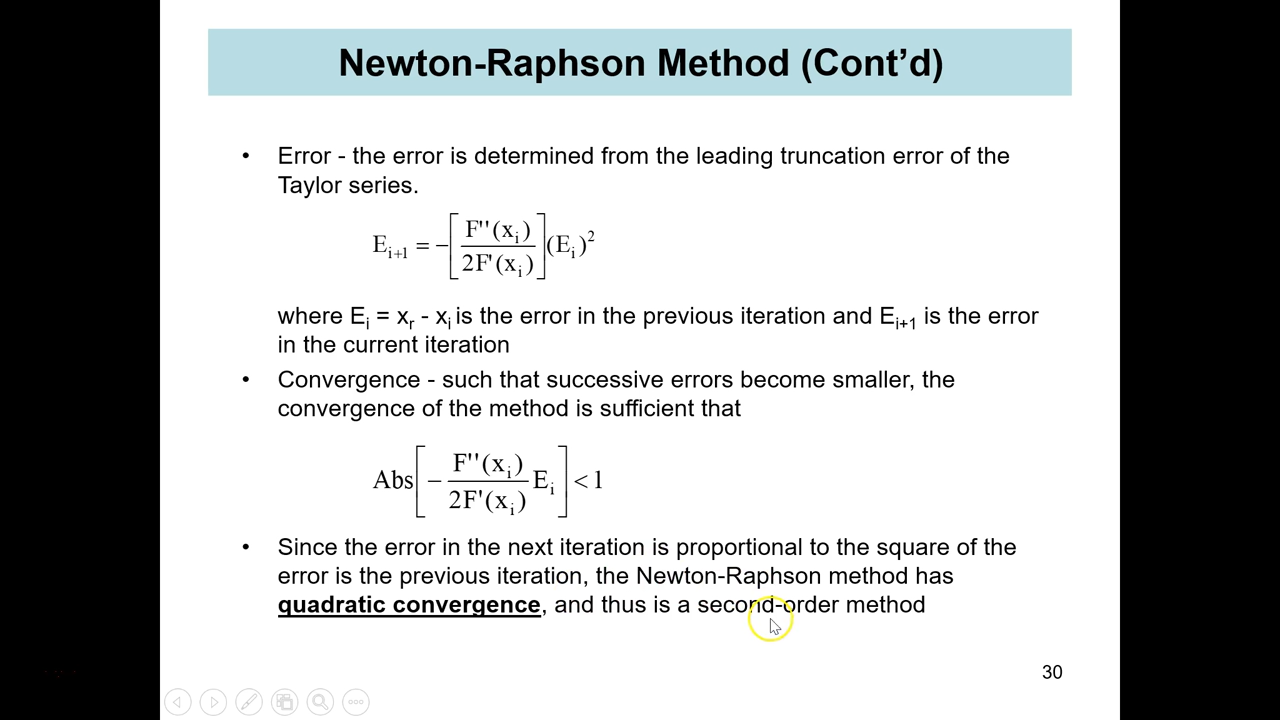 Newton-Raphson Method (Cont’d)
• Error - the error is determined from the leading truncation error of the
Taylor series.
E_{i+1} = -[F''(x_i) / 2F'(x_i)](E_i)^2
where E_i = x_r - x_i is the error in the previous iteration and E_{i+1} is the error
in the current iteration
• Convergence - such that successive errors become smaller, the
convergence of the method is sufficient that
Abs[-F''(x_i) / 2F'(x_i) E_i] < 1
• Since the error in the next iteration is proportional to the square of the
error is the previous iteration, the Newton-Raphson method has
quadratic convergence, and thus is a second-order method
30